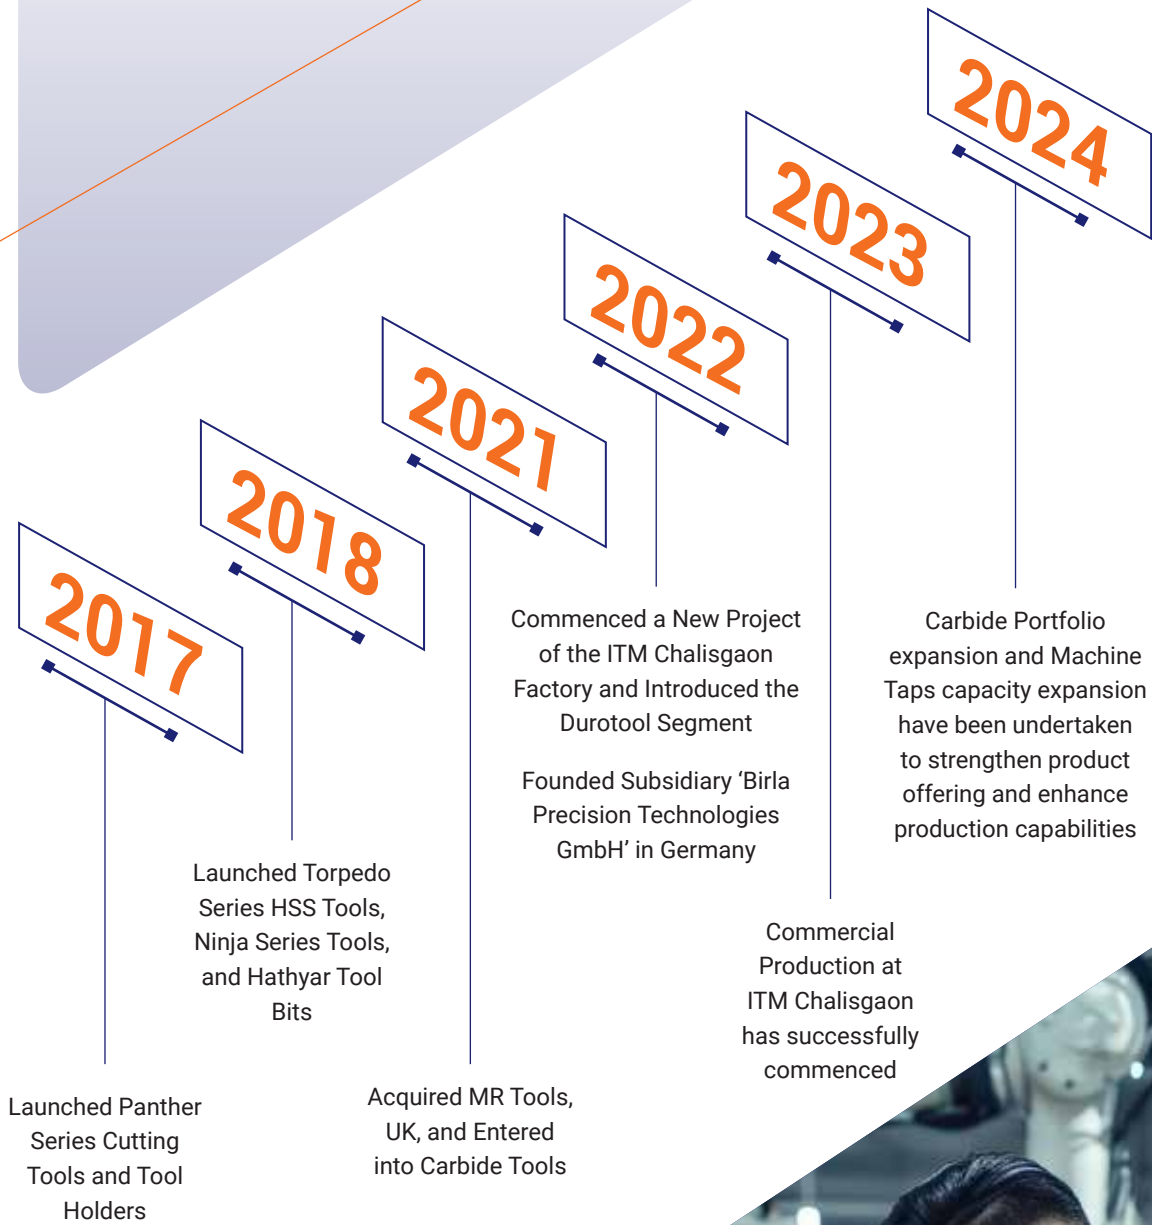 2017
Launched Panther
Series Cutting
Tools and Tool
Holders
2018
Launched Torpedo
Series HSS Tools,
Ninja Series Tools,
and Hathyar Tool
Bits
2021
Acquired MR Tools,
UK, and Entered
into Carbide Tools
2022
Commenced a New Project
of the ITM Chalisgaon
Factory and Introduced the
Durotool Segment
Founded Subsidiary ‘Birla
Precision Technologies
GmbH’ in Germany
2023
Commercial
Production at
ITM Chalisgaon
has successfully
commenced
2024
Carbide Portfolio
expansion and Machine
Taps capacity expansion
have been undertaken
to strengthen product
offering and enhance
production capabilities